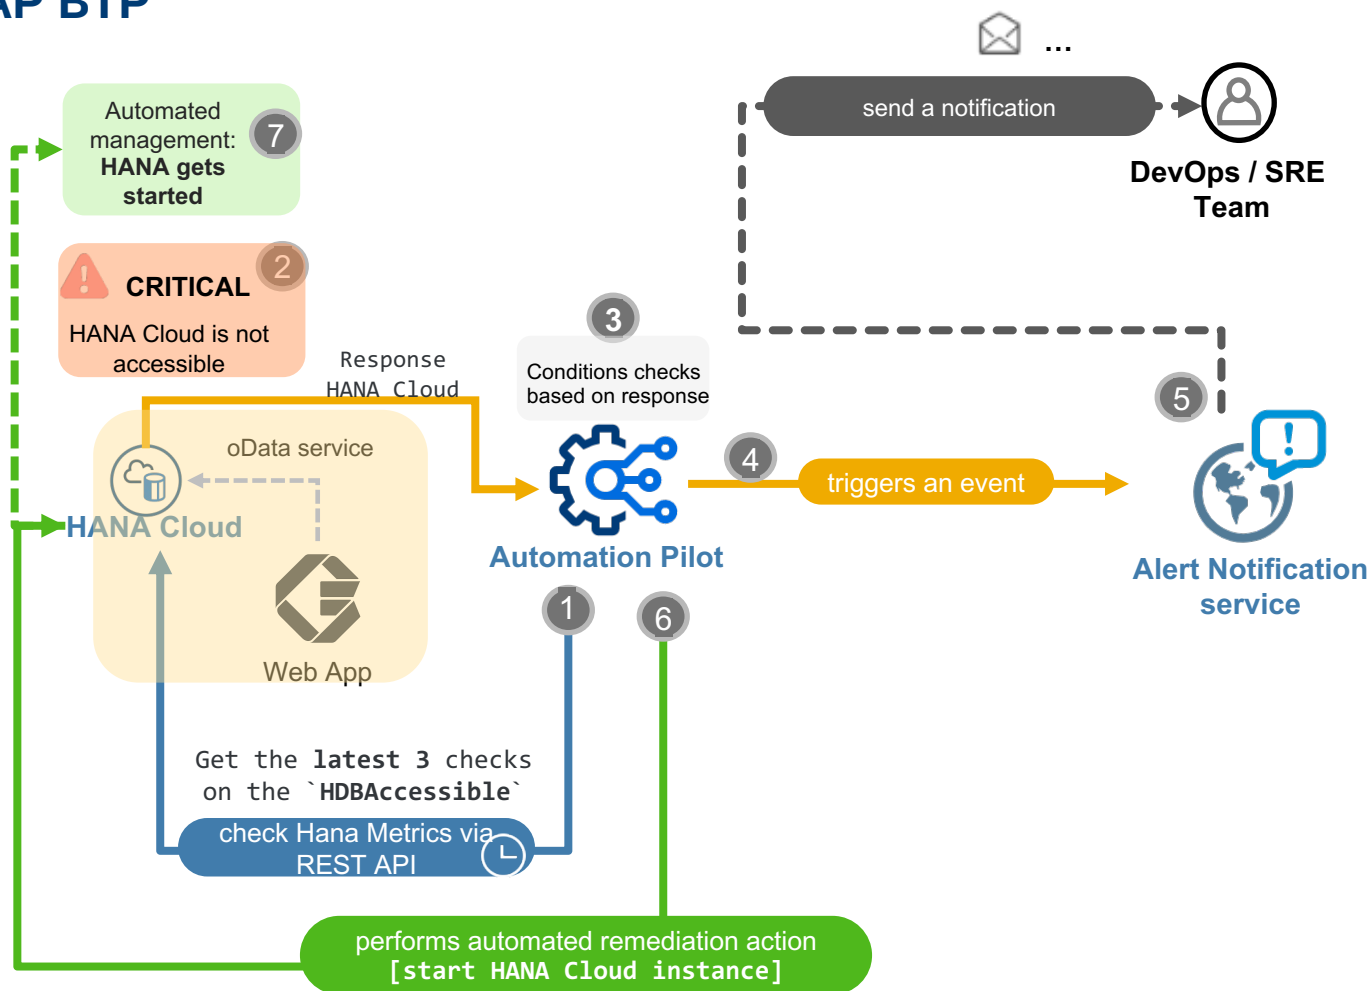 AP BTP
...
send a notification
DevOps / SRE
Team
Automated
management:
HANA gets
started
7
2
CRITICAL
HANA Cloud is not
accessible
Response
HANA Cloud
3
Conditions checks
based on response
oData service
HANA Cloud
Web App
Automation Pilot
4
triggers an event
5
Alert Notification
service
1
6
Get the latest 3 checks
on the `HDBAccessible`
check Hana Metrics via
REST API
performs automated remediation action
[start HANA Cloud instance]